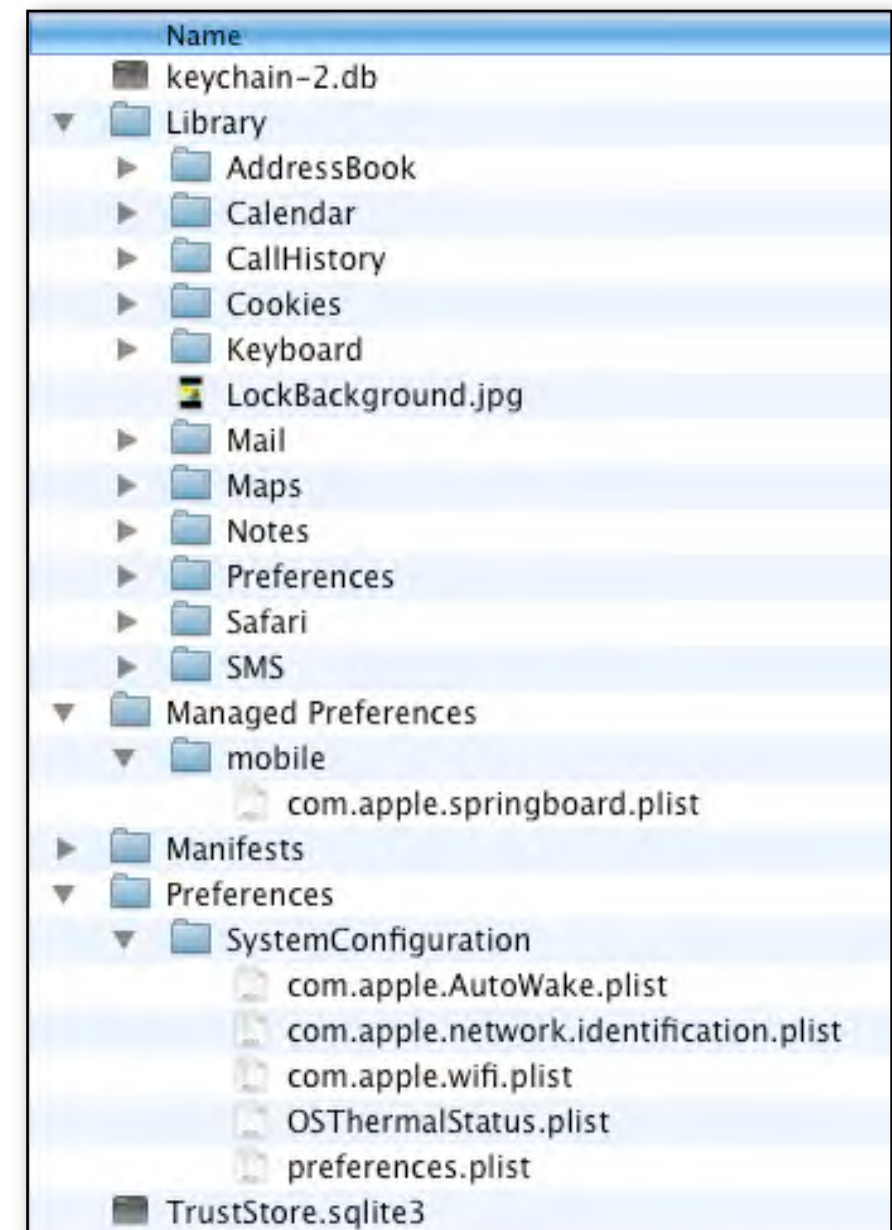 Name
keychain-2.db
Library
AddressBook
Calendar
CallHistory
Cookies
Keyboard
LockBackground.jpg
Mail
Maps
Notes
Preferences
Safari
SMS
Managed Preferences
mobile
com.apple.springboard.plist
Manifests
Preferences
SystemConfiguration
com.apple.AutoWake.plist
com.apple.network.identification.plist
com.apple.wifi.plist
OSThermalStatus.plist
preferences.plist
TrustStore.sqlite3